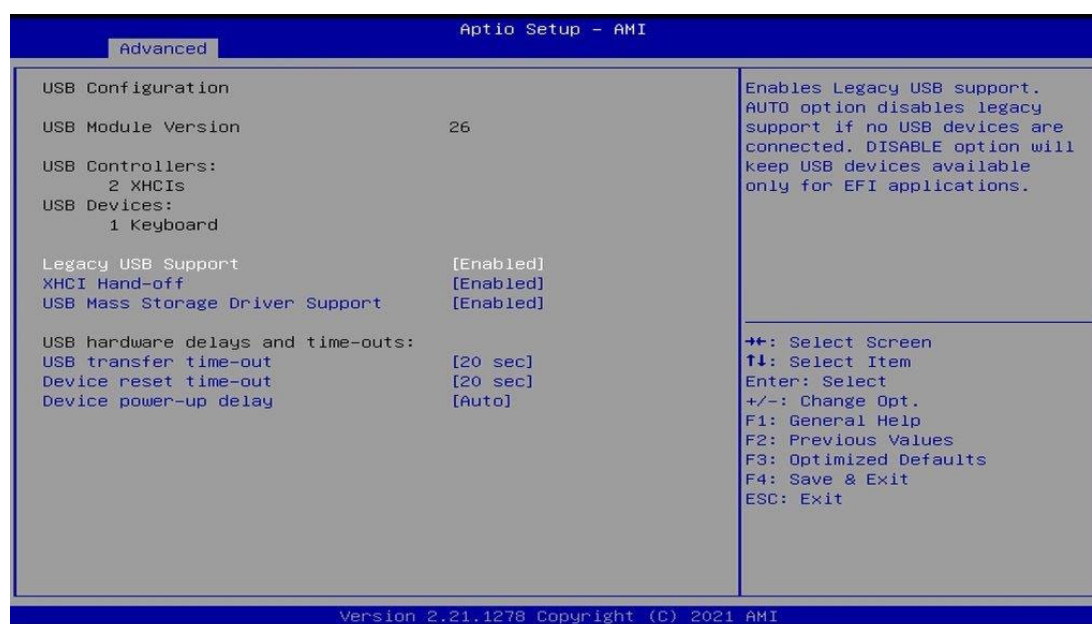 Aptio Setup – AMI
Advanced
USB Configuration
USB Module Version 26
USB Controllers:
2 XHCIs
USB Devices:
1 Keyboard
Legacy USB Support [Enabled]
XHCI Hand-off [Enabled]
USB Mass Storage Driver Support [Enabled]
USB hardware delays and time-outs:
USB transfer time-out [20 sec]
Device reset time-out [20 sec]
Device power-up delay [Auto]
Enables Legacy USB support.
AUTO option disables legacy
support if no USB devices are
connected. DISABLE option will
keep USB devices available
only for EFI applications.
→←: Select Screen
↑↓: Select Item
Enter: Select
+/-: Change Opt.
F1: General Help
F2: Previous Values
F3: Optimized Defaults
F4: Save & Exit
ESC: Exit
Version 2.21.1278 Copyright (C) 2021 AMI